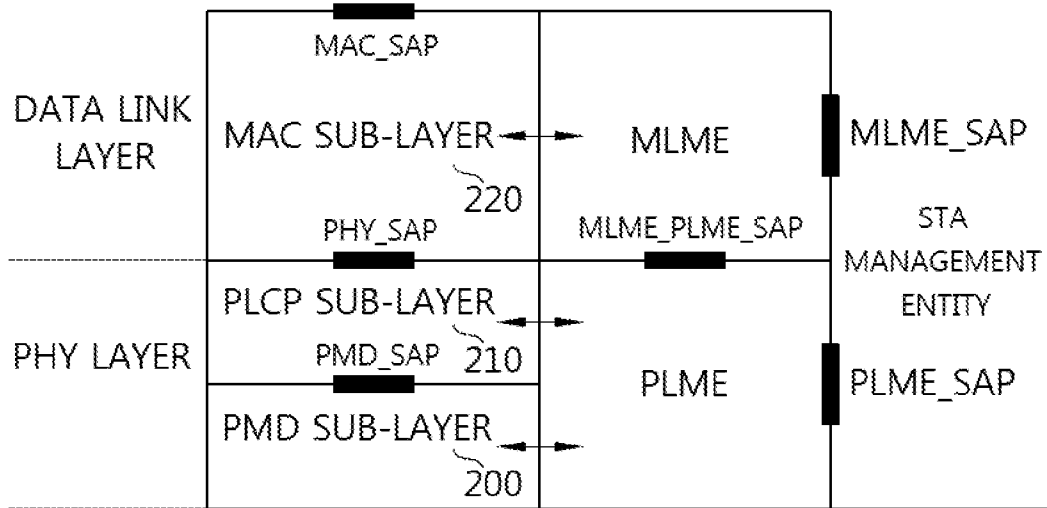 MAC_SAP
DATA LINK
LAYER
MAC SUB-LAYER
220
MLME
MLME_SAP
PHY_SAP
MLME_PLME_SAP
STA
MANAGEMENT
ENTITY
PHY LAYER
PLCP SUB-LAYER
210
PMD_SAP
PLME
PLME_SAP
PMD SUB-LAYER
200